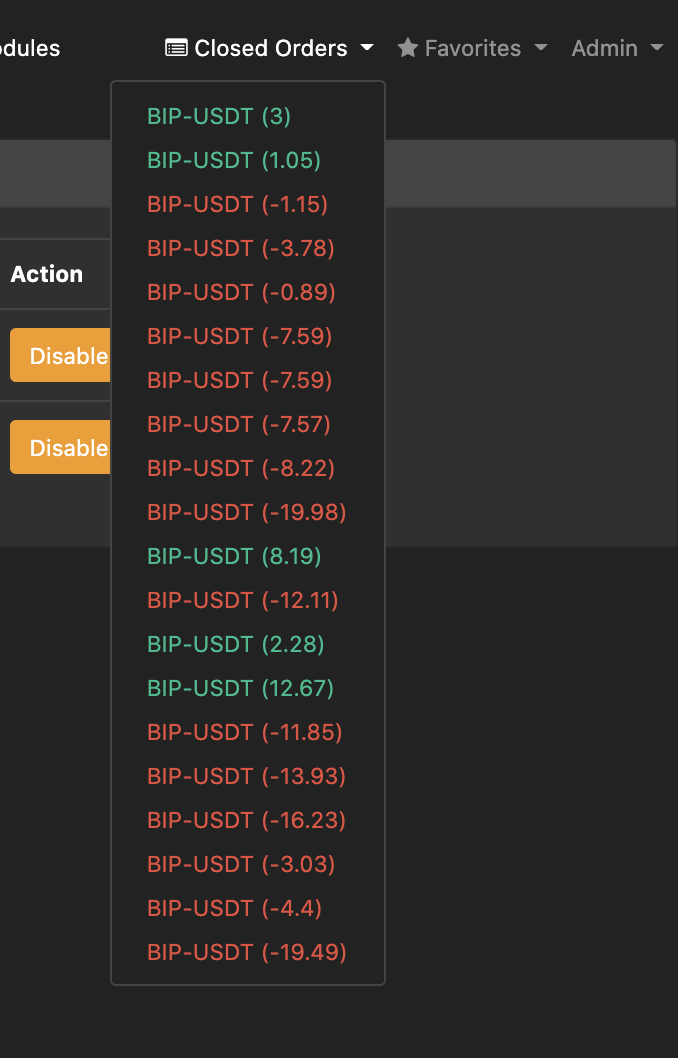 Closed Orders Favorites Admin
BIP-USDT (3)
BIP-USDT (1.05)
BIP-USDT (-1.15)
BIP-USDT (-3.78)
Action
BIP-USDT (-0.89)
BIP-USDT (-7.59)
Disable
BIP-USDT (-7.59)
BIP-USDT (-7.57)
Disable
BIP-USDT (-8.22)
BIP-USDT (-19.98)
BIP-USDT (8.19)
BIP-USDT (-12.11)
BIP-USDT (2.28)
BIP-USDT (12.67)
BIP-USDT (-11.85)
BIP-USDT (-13.93)
BIP-USDT (-16.23)
BIP-USDT (-3.03)
BIP-USDT (-4.4)
BIP-USDT (-19.49)